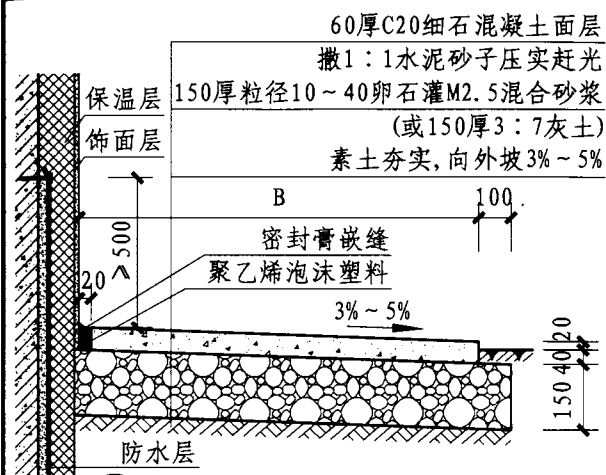 60厚C20细石混凝土面层
撒1:1水泥砂子压实赶光
150厚粒径10~40卵石灌M2.5混合砂浆
(或150厚3:7灰土)
素土夯实,向外坡3%~5%
保温层
饰面层
B
100
≥500
密封膏嵌缝
20
聚乙烯泡沫塑料
3%~5%
20
40
150
防水层